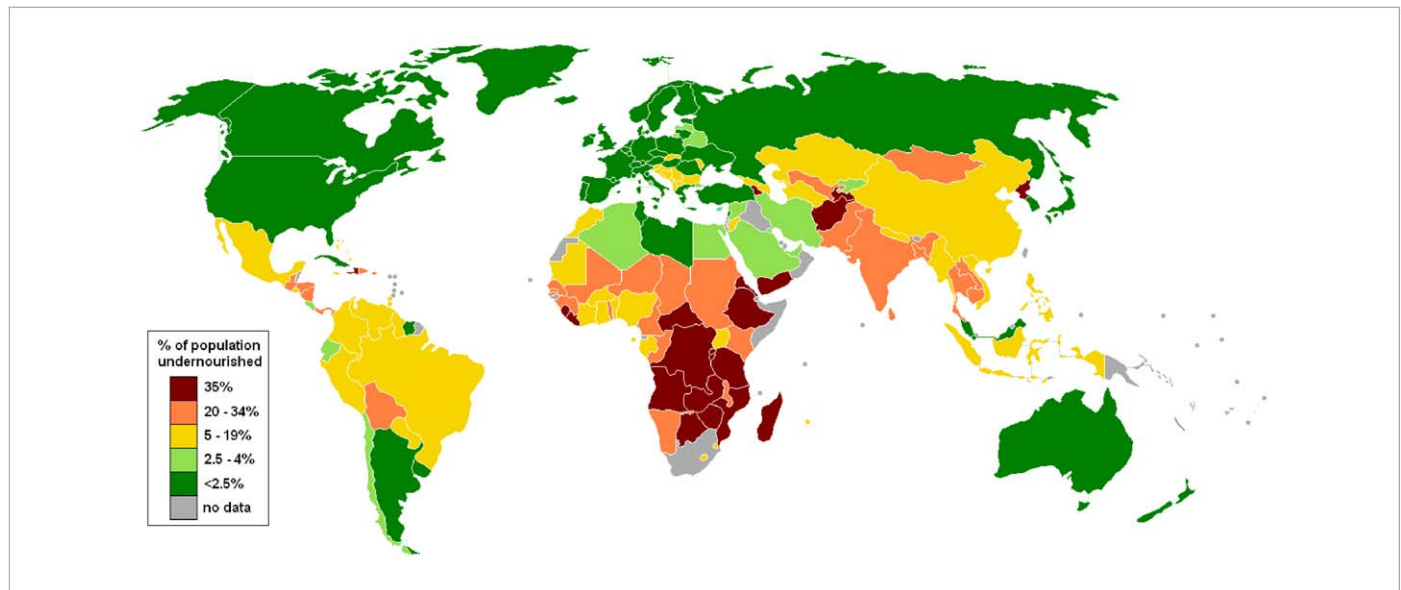 % of population
undernourished
35%
20 - 34%
5 - 19%
2.5 - 4%
<2.5%
no data